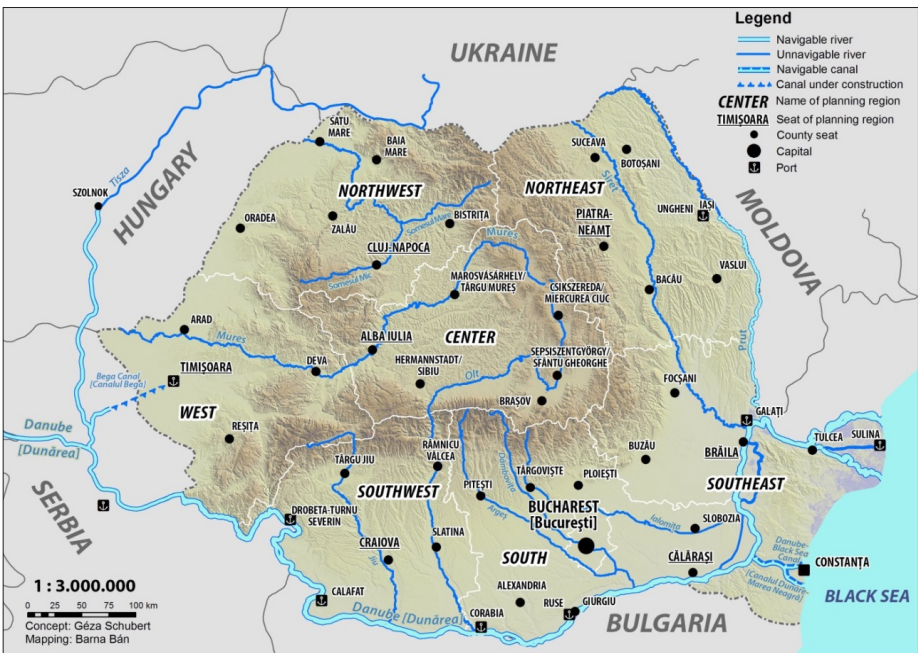 Legend
Navigable river
Unnavigable river
Navigable canal
Canal under construction
CENTER Name of planning region
TIMIȘOARA Seat of planning region
County seat
Capital
Port
UKRAINE
HUNGARY
MOLDOVA
SERBIA
BULGARIA
BLACK SEA
SATU
MARE
BAIA
MARE
SUCEAVA
BOTOȘANI
SZOLNOK
Tisza
NORTHWEST
NORTHEAST
Siret
UNGHENI
IAȘI
ORADEA
ZALĂU
Somesul Mare
BISTRIȚA
PIATRA-
NEAMȚ
CLUJ-NAPOCA
Somesul Mic
Mures
MAROSVÁSÁRHELY/
TÂRGU MUREȘ
CSIKSZEREDA/
MIERCUREA CIUC
BACĂU
VASLUI
Prut
ARAD
Mures
ALBA IULIA
CENTER
DEVA
HERMANNSTADT/
SIBIU
Olt
SEPSISZENTGYÖRGY/
SFÂNTU GHEORGHE
TIMIȘOARA
Bega Canal
[Canalul Bega]
WEST
BRAȘOV
FOCȘANI
GALAȚI
REȘIȚA
Danube
[Dunărea]
TULCEA
SULINA
BRĂILA
RÂMNICU
VÂLCEA
TÂRGU JIU
BUZĂU
TÂRGOVIȘTE
PLOIEȘTI
Dâmbovița
SOUTHWEST
PITEȘTI
SOUTHEAST
DROBETA-TURNU
SEVERIN
Argeș
BUCHAREST
[București]
Ialomița
SLOBOZIA
SLATINA
CRAIOVA
Jiu
SOUTH
CĂLĂRAȘI
Danube-
Black Sea
Canal
(Canalul Dunăre-
Marea Neagră)
CONSTANȚA
CALAFAT
Danube [Dunărea]
CORABIA
ALEXANDRIA
RUSE
GIURGIU
1 : 3.000.000
0 25 50 100 km
Concept: Géza Schubert
Mapping: Barna Bán